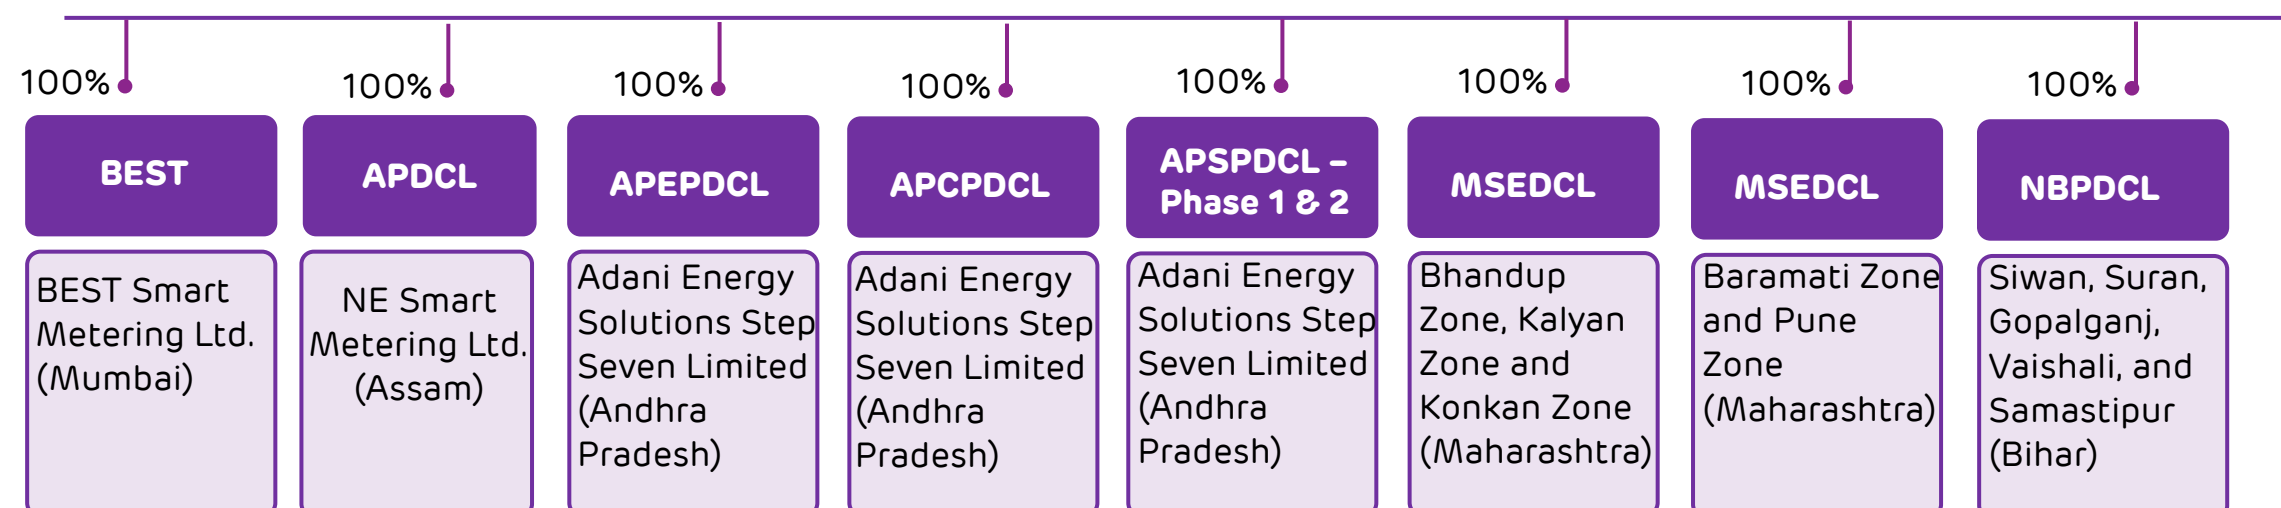 100%
BEST
BEST Smart
Metering Ltd.
(Mumbai)
100%
APDCL
NE Smart
Metering Ltd.
(Assam)
100%
APEPDCL
Adani Energy
Solutions Step
Seven Limited
(Andhra
Pradesh)
100%
APCPDCL
Adani Energy
Solutions Step
Seven Limited
(Andhra
Pradesh)
100%
APSPDCL –
Phase 1 & 2
Adani Energy
Solutions Step
Seven Limited
(Andhra
Pradesh)
100%
MSEDCL
Bhandup
Zone, Kalyan
Zone and
Konkan Zone
(Maharashtra)
100%
MSEDCL
Baramati Zone
and Pune
Zone
(Maharashtra)
100%
NBPDCL
Siwan, Suran,
Gopalganj,
Vaishali, and
Samastipur
(Bihar)